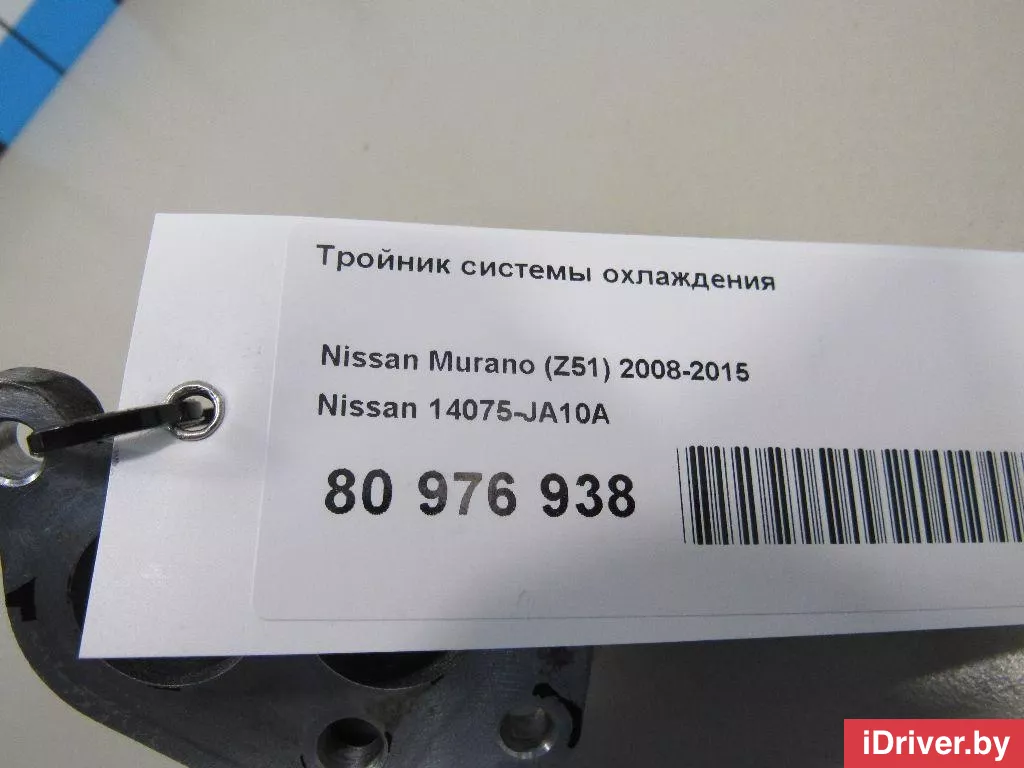 Тройник системы охлаждения
Nissan Murano (Z51) 2008-2015
Nissan 14075-JA10A
80 976 938
iDriver.by